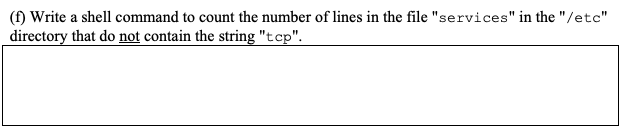 (f) Write a shell command to count the number of lines in the file "services" in the "/etc"
directory that do not contain the string "tcp".